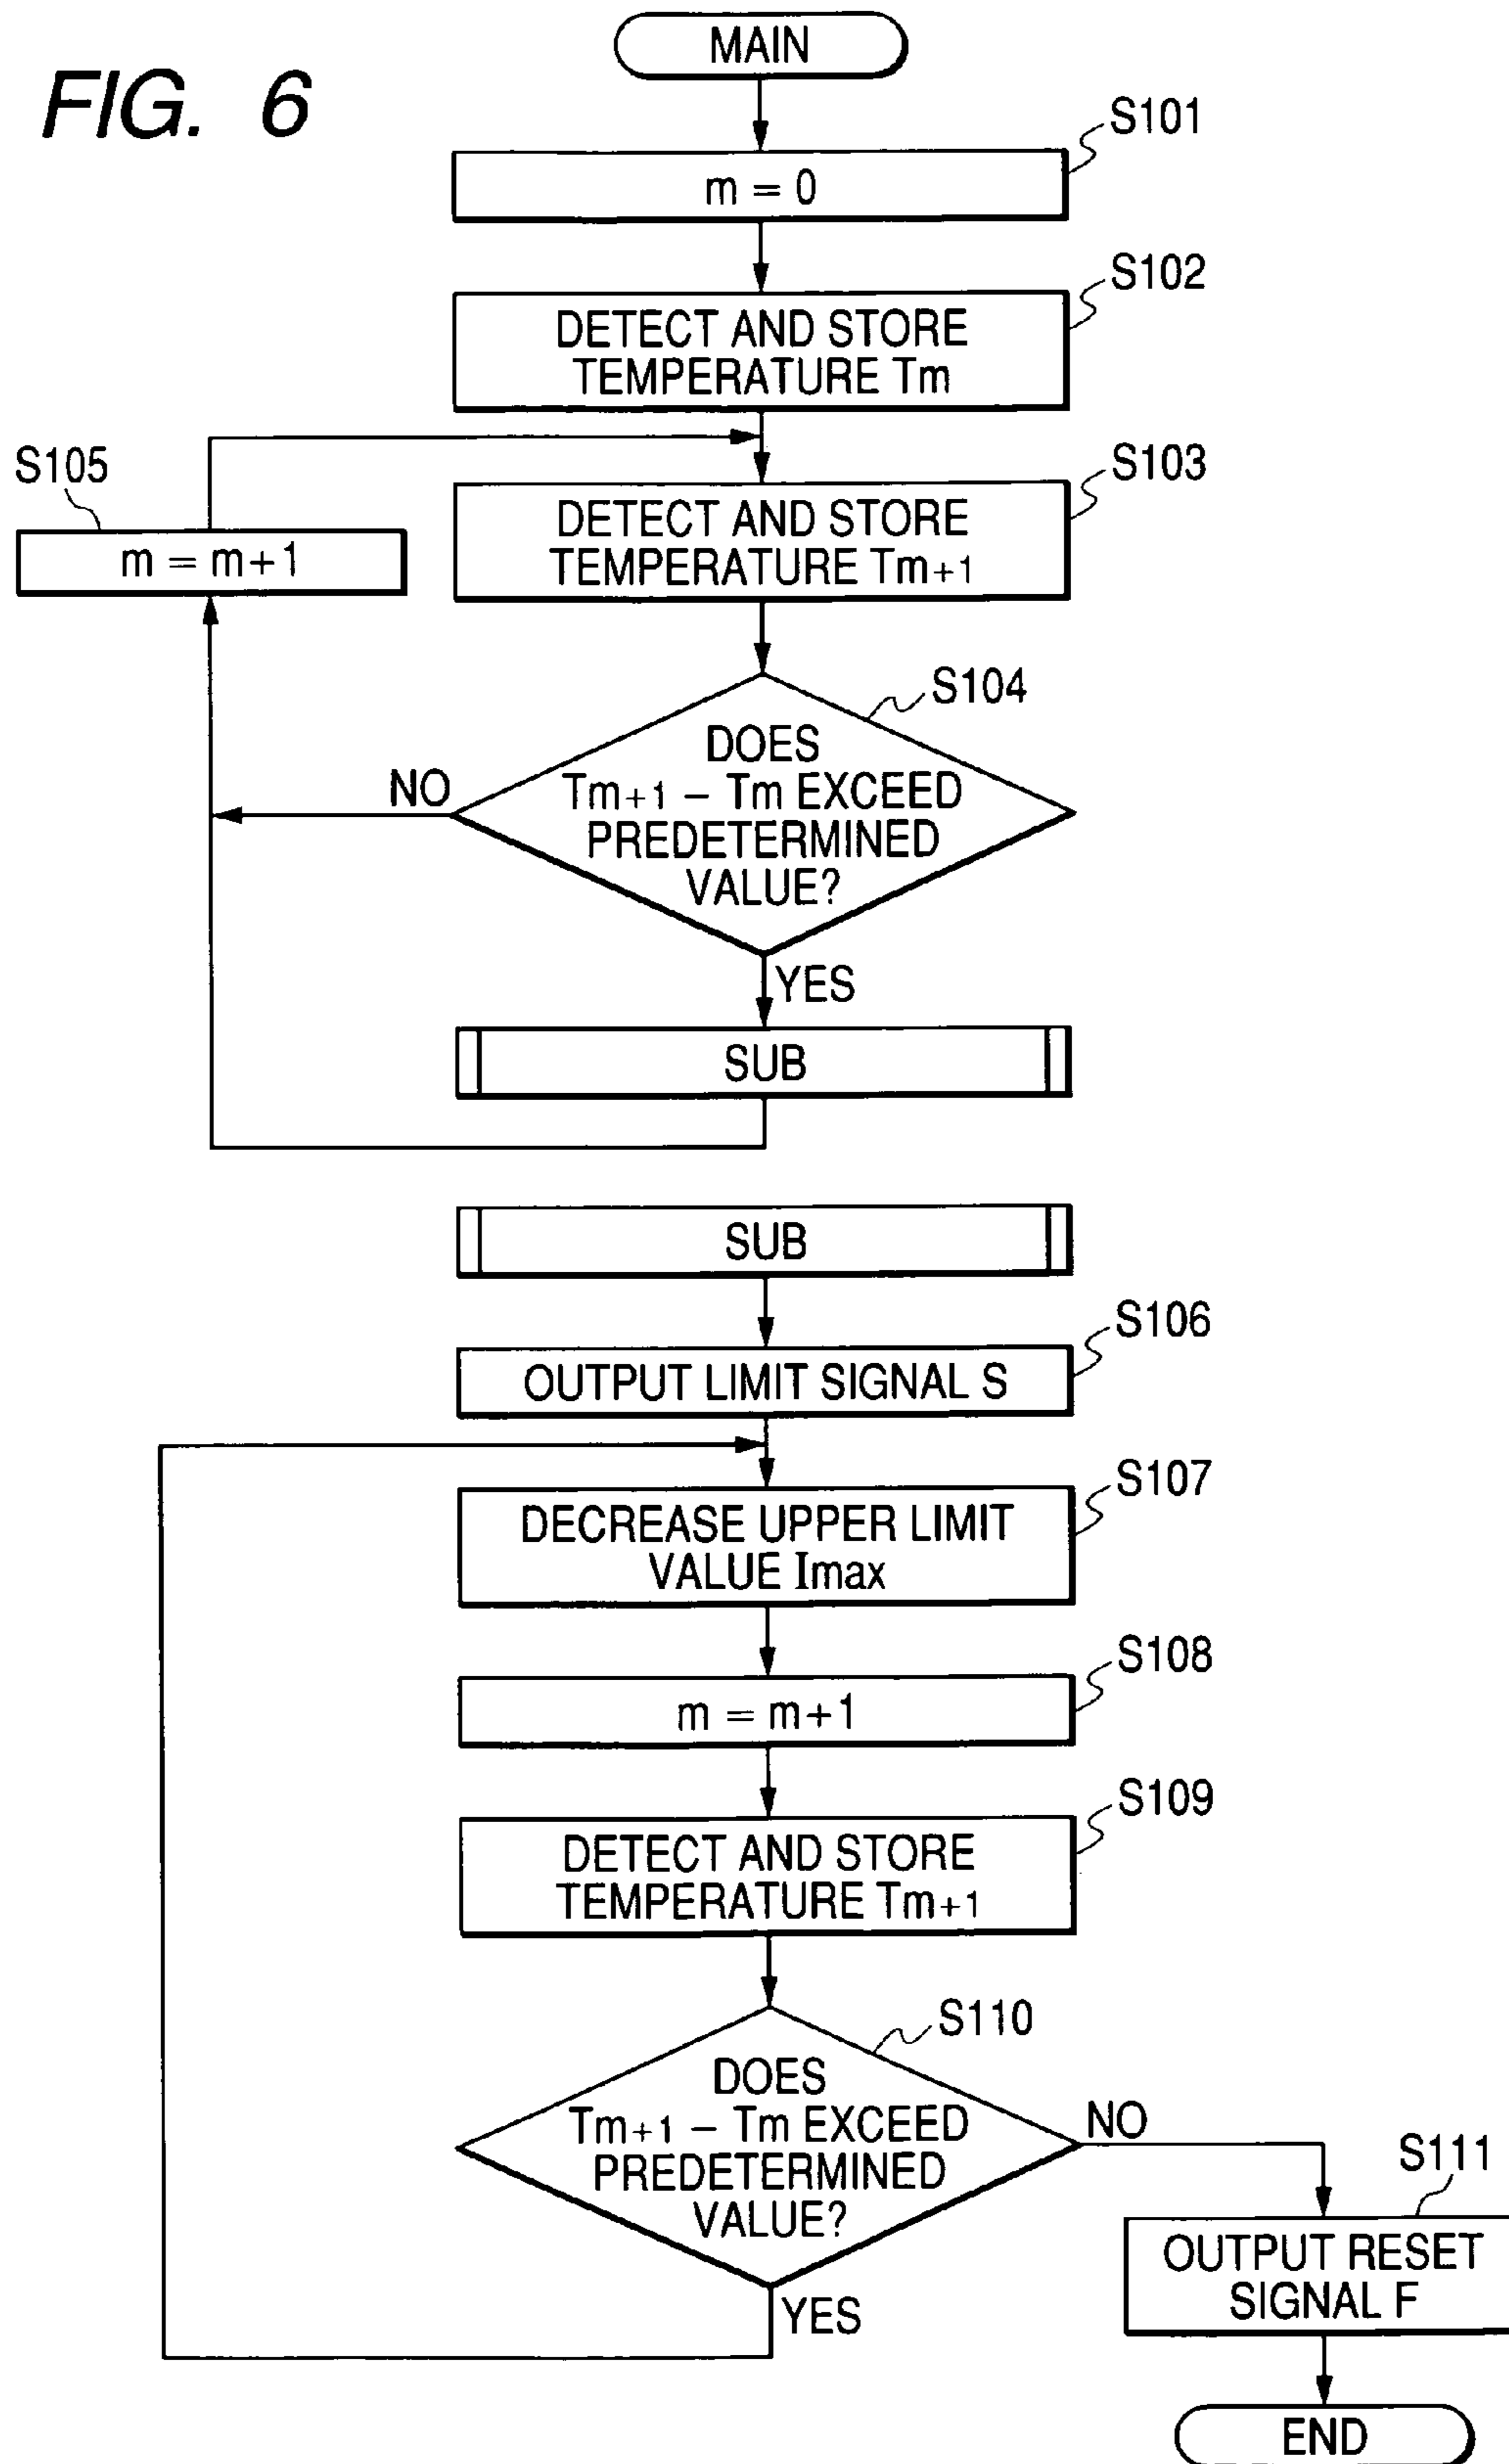 FIG. 6
MAIN
S101
m = 0
S102
DETECT AND STORE
TEMPERATURE Tm
S105
m = m+1
S103
DETECT AND STORE
TEMPERATURE Tm+1
S104
DOES
Tm+1 – Tm EXCEED
PREDETERMINED
VALUE?
NO
YES
SUB
SUB
S106
OUTPUT LIMIT SIGNAL S
S107
DECREASE UPPER LIMIT
VALUE Imax
S108
m = m+1
S109
DETECT AND STORE
TEMPERATURE Tm+1
S110
DOES
Tm+1 – Tm EXCEED
PREDETERMINED
VALUE?
NO
YES
S111
OUTPUT RESET
SIGNAL F
END